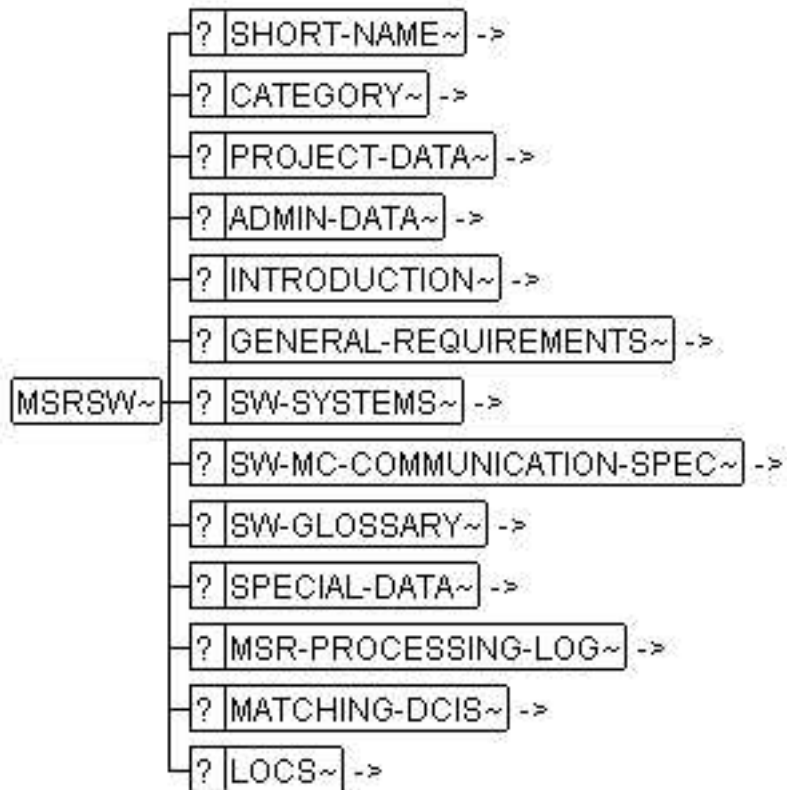 ? SHORT-NAME~ ->
? CATEGORY~ ->
? PROJECT-DATA~ ->
? ADMIN-DATA~ ->
? INTRODUCTION~ ->
? GENERAL-REQUIREMENTS~ ->
MSRSW~ ? SW-SYSTEMS~ ->
? SW-MC-COMMUNICATION-SPEC~ ->
? SW-GLOSSARY~ ->
? SPECIAL-DATA~ ->
? MSR-PROCESSING-LOG~ ->
? MATCHING-DCIS~ ->
? LOCS~ ->